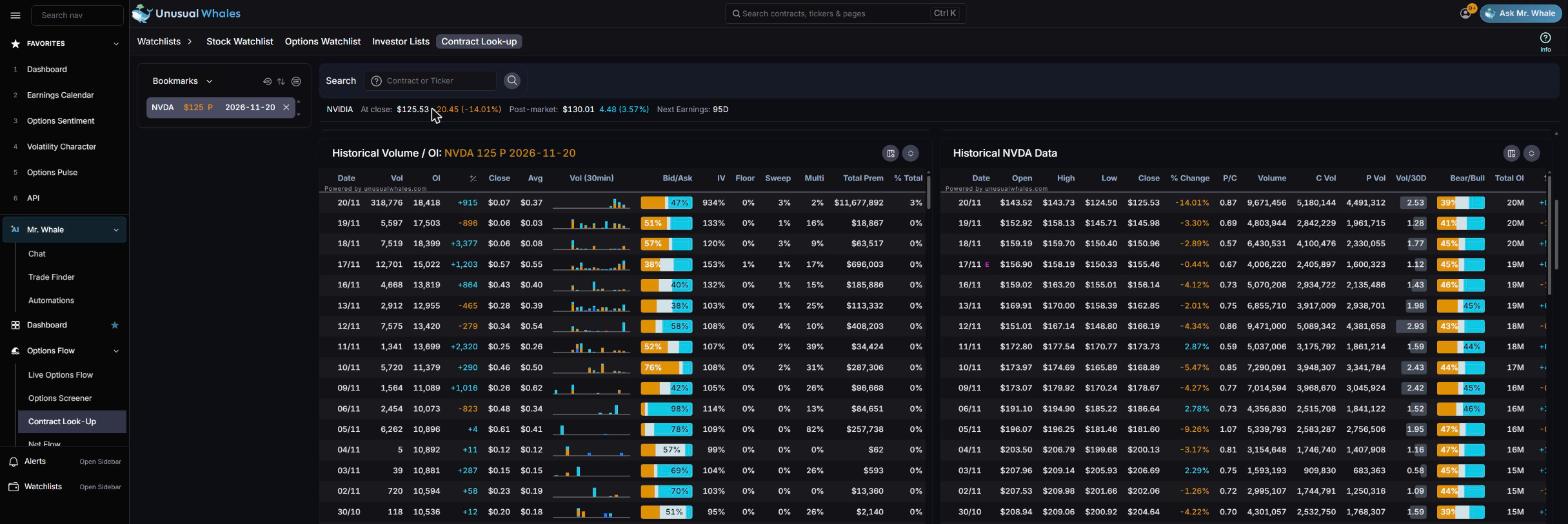 Search nav
Unusual Whales
Search contracts, tickers & pages
Ctrl K
9+
Ask Mr. Whale
FAVORITES
1 Dashboard
2 Earnings Calendar
3 Options Sentiment
4 Volatility Character
5 Options Pulse
6 API
AI Mr. Whale
Chat
Trade Finder
Automations
Dashboard
Options Flow
Live Options Flow
Options Screener
Contract Look-Up
Net Flow
Alerts Open Sidebar
Watchlists Open Sidebar
Watchlists > Stock Watchlist Options Watchlist Investor Lists Contract Look-up
Info
Bookmarks
NVDA $125 P 2026-11-20
Search Contract or Ticker
NVIDIA At close: $125.53 20.45 (-14.01%) Post-market: $130.01 4.48 (3.57%) Next Earnings: 95D
Historical Volume / OI: NVDA 125 P 2026-11-20
Date Vol OI Close Avg Vol (30min) Bid/Ask IV Floor Sweep Multi Total Prem % Total
Powered by unusualwhales.com
20/11 318,776 18,418 +915 $0.07 $0.37 47% 934% 0% 3% 2% $11,677,892 3%
19/11 5,597 17,503 -896 $0.06 $0.03 51% 133% 0% 1% 16% $18,867 0%
18/11 7,519 18,399 +3,377 $0.06 $0.08 57% 120% 0% 3% 9% $63,517 0%
17/11 12,701 15,022 +1,203 $0.57 $0.55 38% 153% 1% 1% 17% $696,003 0%
16/11 4,668 13,819 +864 $0.43 $0.40 40% 132% 0% 1% 15% $185,886 0%
13/11 2,912 12,955 -465 $0.28 $0.39 38% 103% 0% 1% 25% $113,332 0%
12/11 7,575 13,420 -279 $0.34 $0.54 58% 108% 0% 4% 10% $408,203 0%
11/11 1,341 13,699 +2,320 $0.25 $0.26 52% 107% 0% 2% 39% $34,424 0%
10/11 5,720 11,379 +290 $0.46 $0.50 76% 108% 0% 2% 31% $287,306 0%
09/11 1,564 11,089 +1,016 $0.26 $0.62 42% 105% 0% 0% 26% $96,668 0%
06/11 2,454 10,073 -823 $0.48 $0.34 98% 114% 0% 0% 13% $84,651 0%
05/11 6,262 10,896 +4 $0.61 $0.41 78% 109% 0% 0% 82% $257,738 0%
04/11 5 10,892 +11 $0.12 $0.12 57% 99% 0% 0% 0% $62 0%
03/11 39 10,881 +287 $0.15 $0.15 69% 104% 0% 0% 26% $593 0%
02/11 720 10,594 +58 $0.23 $0.19 70% 103% 0% 0% 0% $13,360 0%
30/10 118 10,536 +12 $0.20 $0.18 51% 95% 0% 0% 0% $2,140 0%
Historical NVDA Data
Date Open High Low Close % Change P/C Volume C Vol P Vol Vol/30D Bear/Bull Total OI
Powered by unusualwhales.com
20/11 $143.52 $143.73 $124.50 $125.53 -14.01% 0.87 9,671,456 5,180,144 4,491,312 2.53 39% 20M
19/11 $152.92 $158.13 $145.71 $145.98 -3.30% 0.69 4,803,944 2,842,229 1,961,715 1.28 41% 20M
18/11 $159.19 $159.70 $150.40 $150.96 -2.89% 0.57 6,430,531 4,100,476 2,330,055 1.77 45% 20M
17/11 E $156.90 $158.19 $150.33 $155.46 -0.44% 0.67 4,006,220 2,405,897 1,600,323 1.12 45% 19M
16/11 $159.02 $163.20 $155.01 $156.14 -4.12% 0.73 5,070,208 2,934,722 2,135,486 1.43 46% 19M
13/11 $169.91 $170.00 $158.39 $162.85 -2.01% 0.75 6,855,710 3,917,009 2,938,701 1.98 45% 19M
12/11 $151.01 $167.14 $148.80 $166.19 -4.34% 0.86 9,471,000 5,089,342 4,381,658 2.93 43% 18M
11/11 $172.80 $177.54 $170.77 $173.73 2.87% 0.59 5,037,006 3,175,792 1,861,214 1.59 44% 18M
10/11 $173.97 $174.69 $165.38 $168.89 -5.47% 0.85 7,290,091 3,948,307 3,341,784 2.43 44% 17M
09/11 $173.07 $179.92 $170.24 $178.67 -4.27% 0.77 7,014,594 3,968,670 3,045,924 2.42 45% 16M
06/11 $191.10 $194.90 $185.22 $186.64 2.78% 0.73 4,356,830 2,515,708 1,841,122 1.52 46% 16M
05/11 $196.07 $196.25 $181.46 $181.60 -9.26% 1.07 5,339,793 2,583,287 2,756,506 1.95 47% 16M
04/11 $203.50 $206.79 $199.68 $200.13 -3.17% 0.81 3,154,648 1,746,740 1,407,908 1.16 47% 16M
03/11 $207.96 $209.14 $205.93 $206.69 2.29% 0.75 1,593,193 909,830 683,363 0.58 45% 15M
02/11 $207.53 $209.98 $201.66 $202.06 -1.26% 0.72 2,995,107 1,744,791 1,250,316 1.09 44% 15M
30/10 $208.94 $209.06 $200.92 $204.63 -4.22% 0.70 4,301,057 2,532,750 1,768,307 1.59 39% 15M